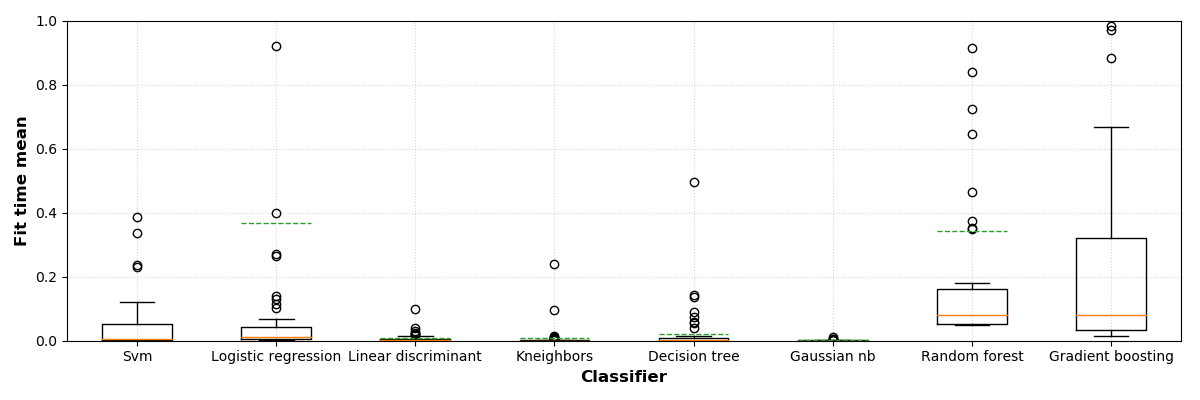 Fit time mean
1.0
0.8
0.6
0.4
0.2
0.0
Svm Logistic regression Linear discriminant Kneighbors Decision tree Gaussian nb Random forest Gradient boosting
Classifier